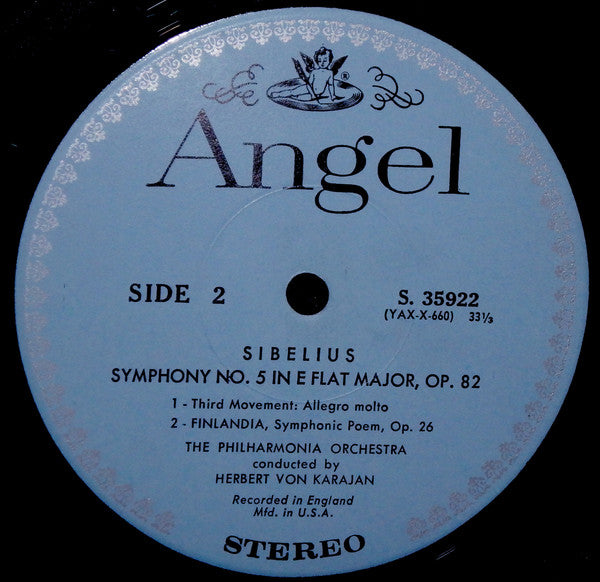 ®
Angel
SIDE 2
S. 35922
(YAX-X-660) 33⅓
SIBELIUS
SYMPHONY NO. 5 IN E FLAT MAJOR, OP. 82
1 - Third Movement: Allegro molto
2 - FINLANDIA, Symphonic Poem, Op. 26
THE PHILHARMONIA ORCHESTRA
conducted by
HERBERT VON KARAJAN
Recorded in England
Mfd. in U.S.A.
STEREO